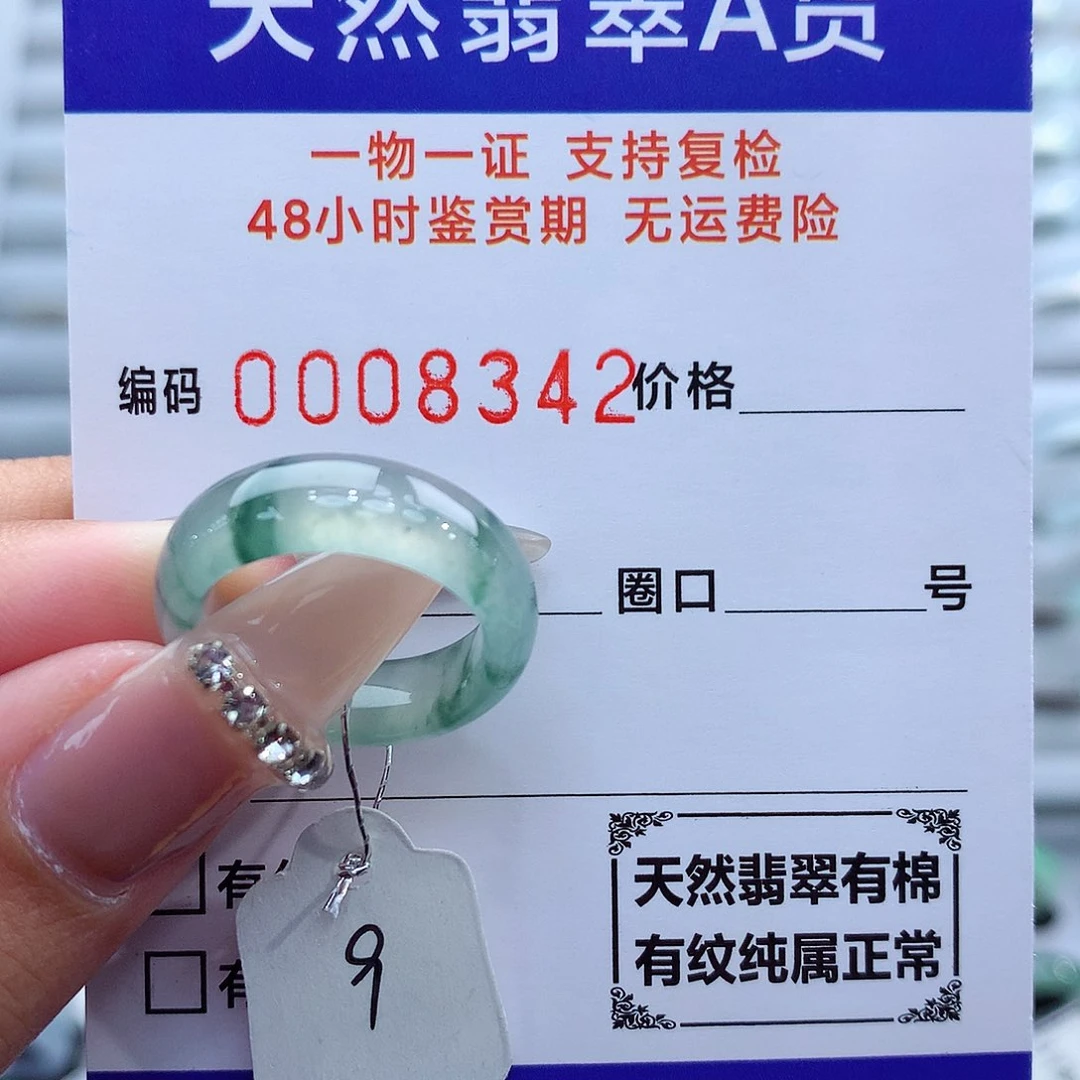 天然翡翠A货
一物一证 支持复检
48小时鉴赏期 无运费险
编码 0008342 价格
圈口 号
天然翡翠有棉
有纹纯属正常
有
有
9